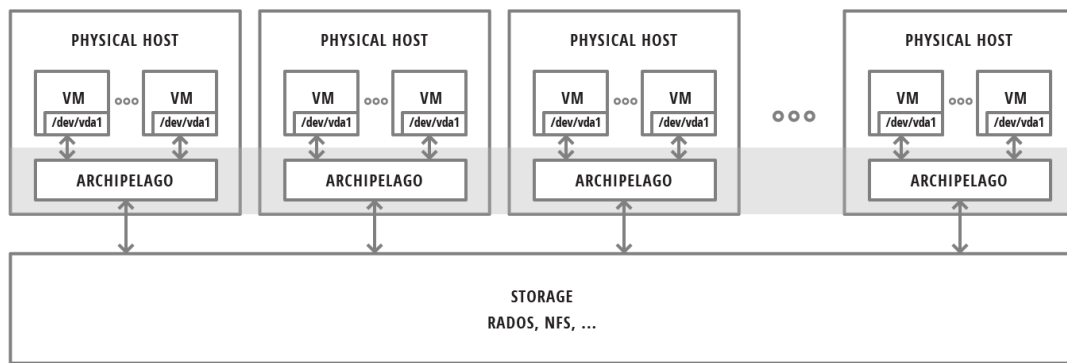 PHYSICAL HOST
VM
VM
/dev/vda1
/dev/vda1
ARCHIPELAGO
PHYSICAL HOST
VM
VM
/dev/vda1
/dev/vda1
ARCHIPELAGO
PHYSICAL HOST
VM
VM
/dev/vda1
/dev/vda1
ARCHIPELAGO
PHYSICAL HOST
VM
VM
/dev/vda1
/dev/vda1
ARCHIPELAGO
STORAGE
RADOS, NFS, ...